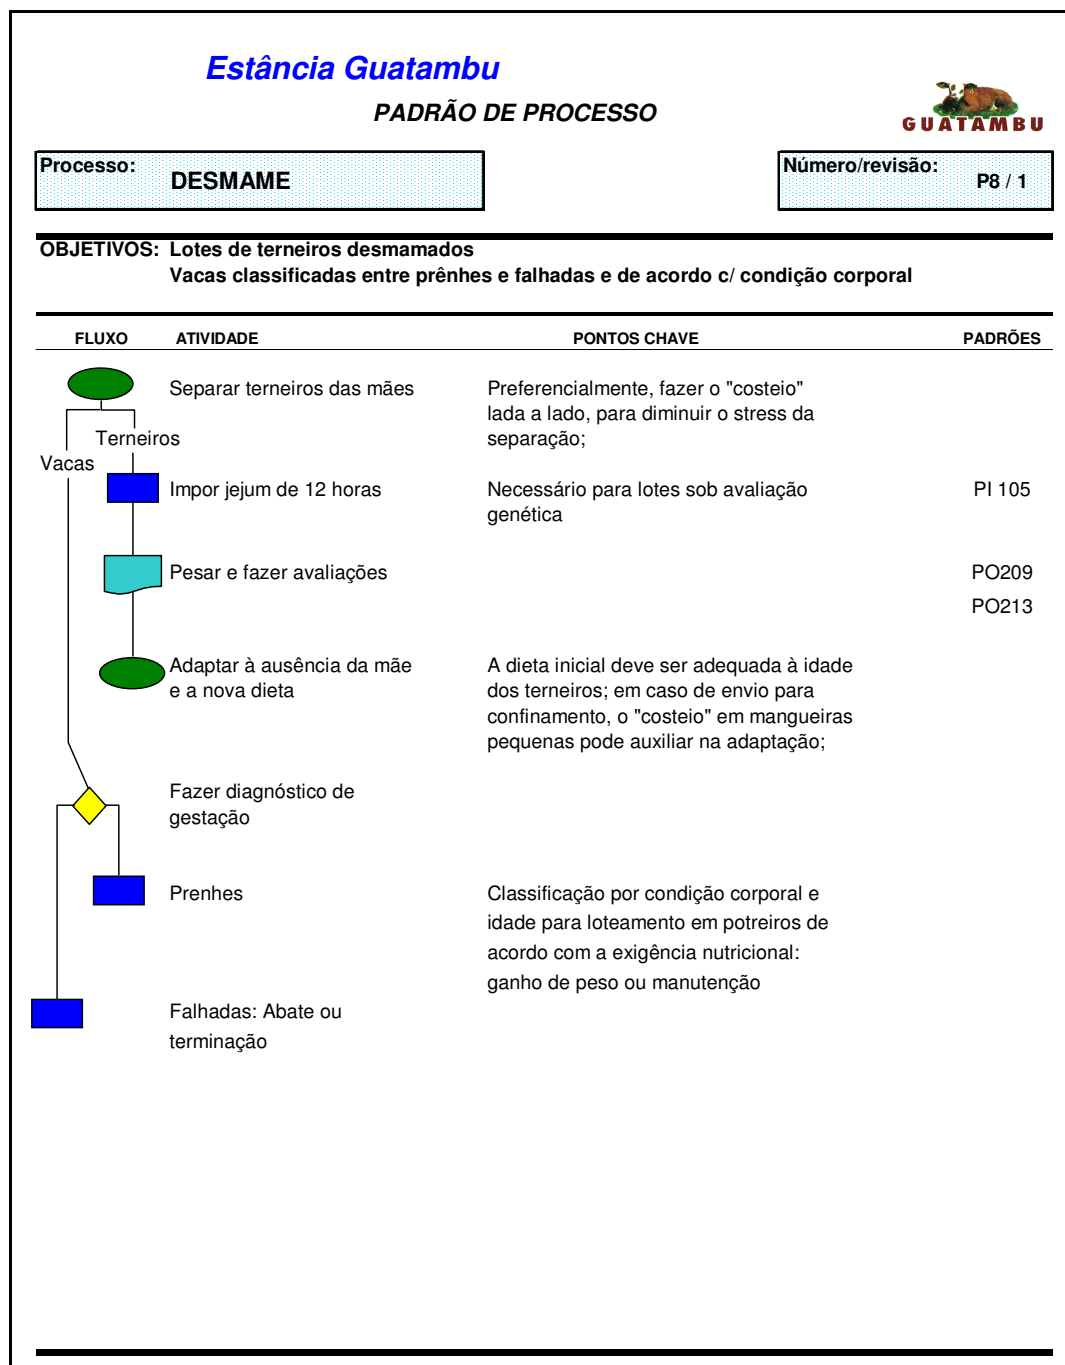 Estância Guatambu
PADRÃO DE PROCESSO
GUATAMBU
Processo:
DESMAME
Número/revisão:
P8 / 1
OBJETIVOS: Lotes de terneiros desmamados
Vacas classificadas entre prênhes e falhadas e de acordo c/ condição corporal
FLUXO ATIVIDADE PONTOS CHAVE PADRÕES
Separar terneiros das mães
Preferencialmente, fazer o "costeio"
lada a lado, para diminuir o stress da
separação;
Terneiros
Vacas
Impor jejum de 12 horas
Necessário para lotes sob avaliação
genética
PI 105
Pesar e fazer avaliações
PO209
PO213
Adaptar à ausência da mãe
e a nova dieta
A dieta inicial deve ser adequada à idade
dos terneiros; em caso de envio para
confinamento, o "costeio" em mangueiras
pequenas pode auxiliar na adaptação;
Fazer diagnóstico de
gestação
Prenhes
Classificação por condição corporal e
idade para loteamento em potreiros de
acordo com a exigência nutricional:
ganho de peso ou manutenção
Falhadas: Abate ou
terminação